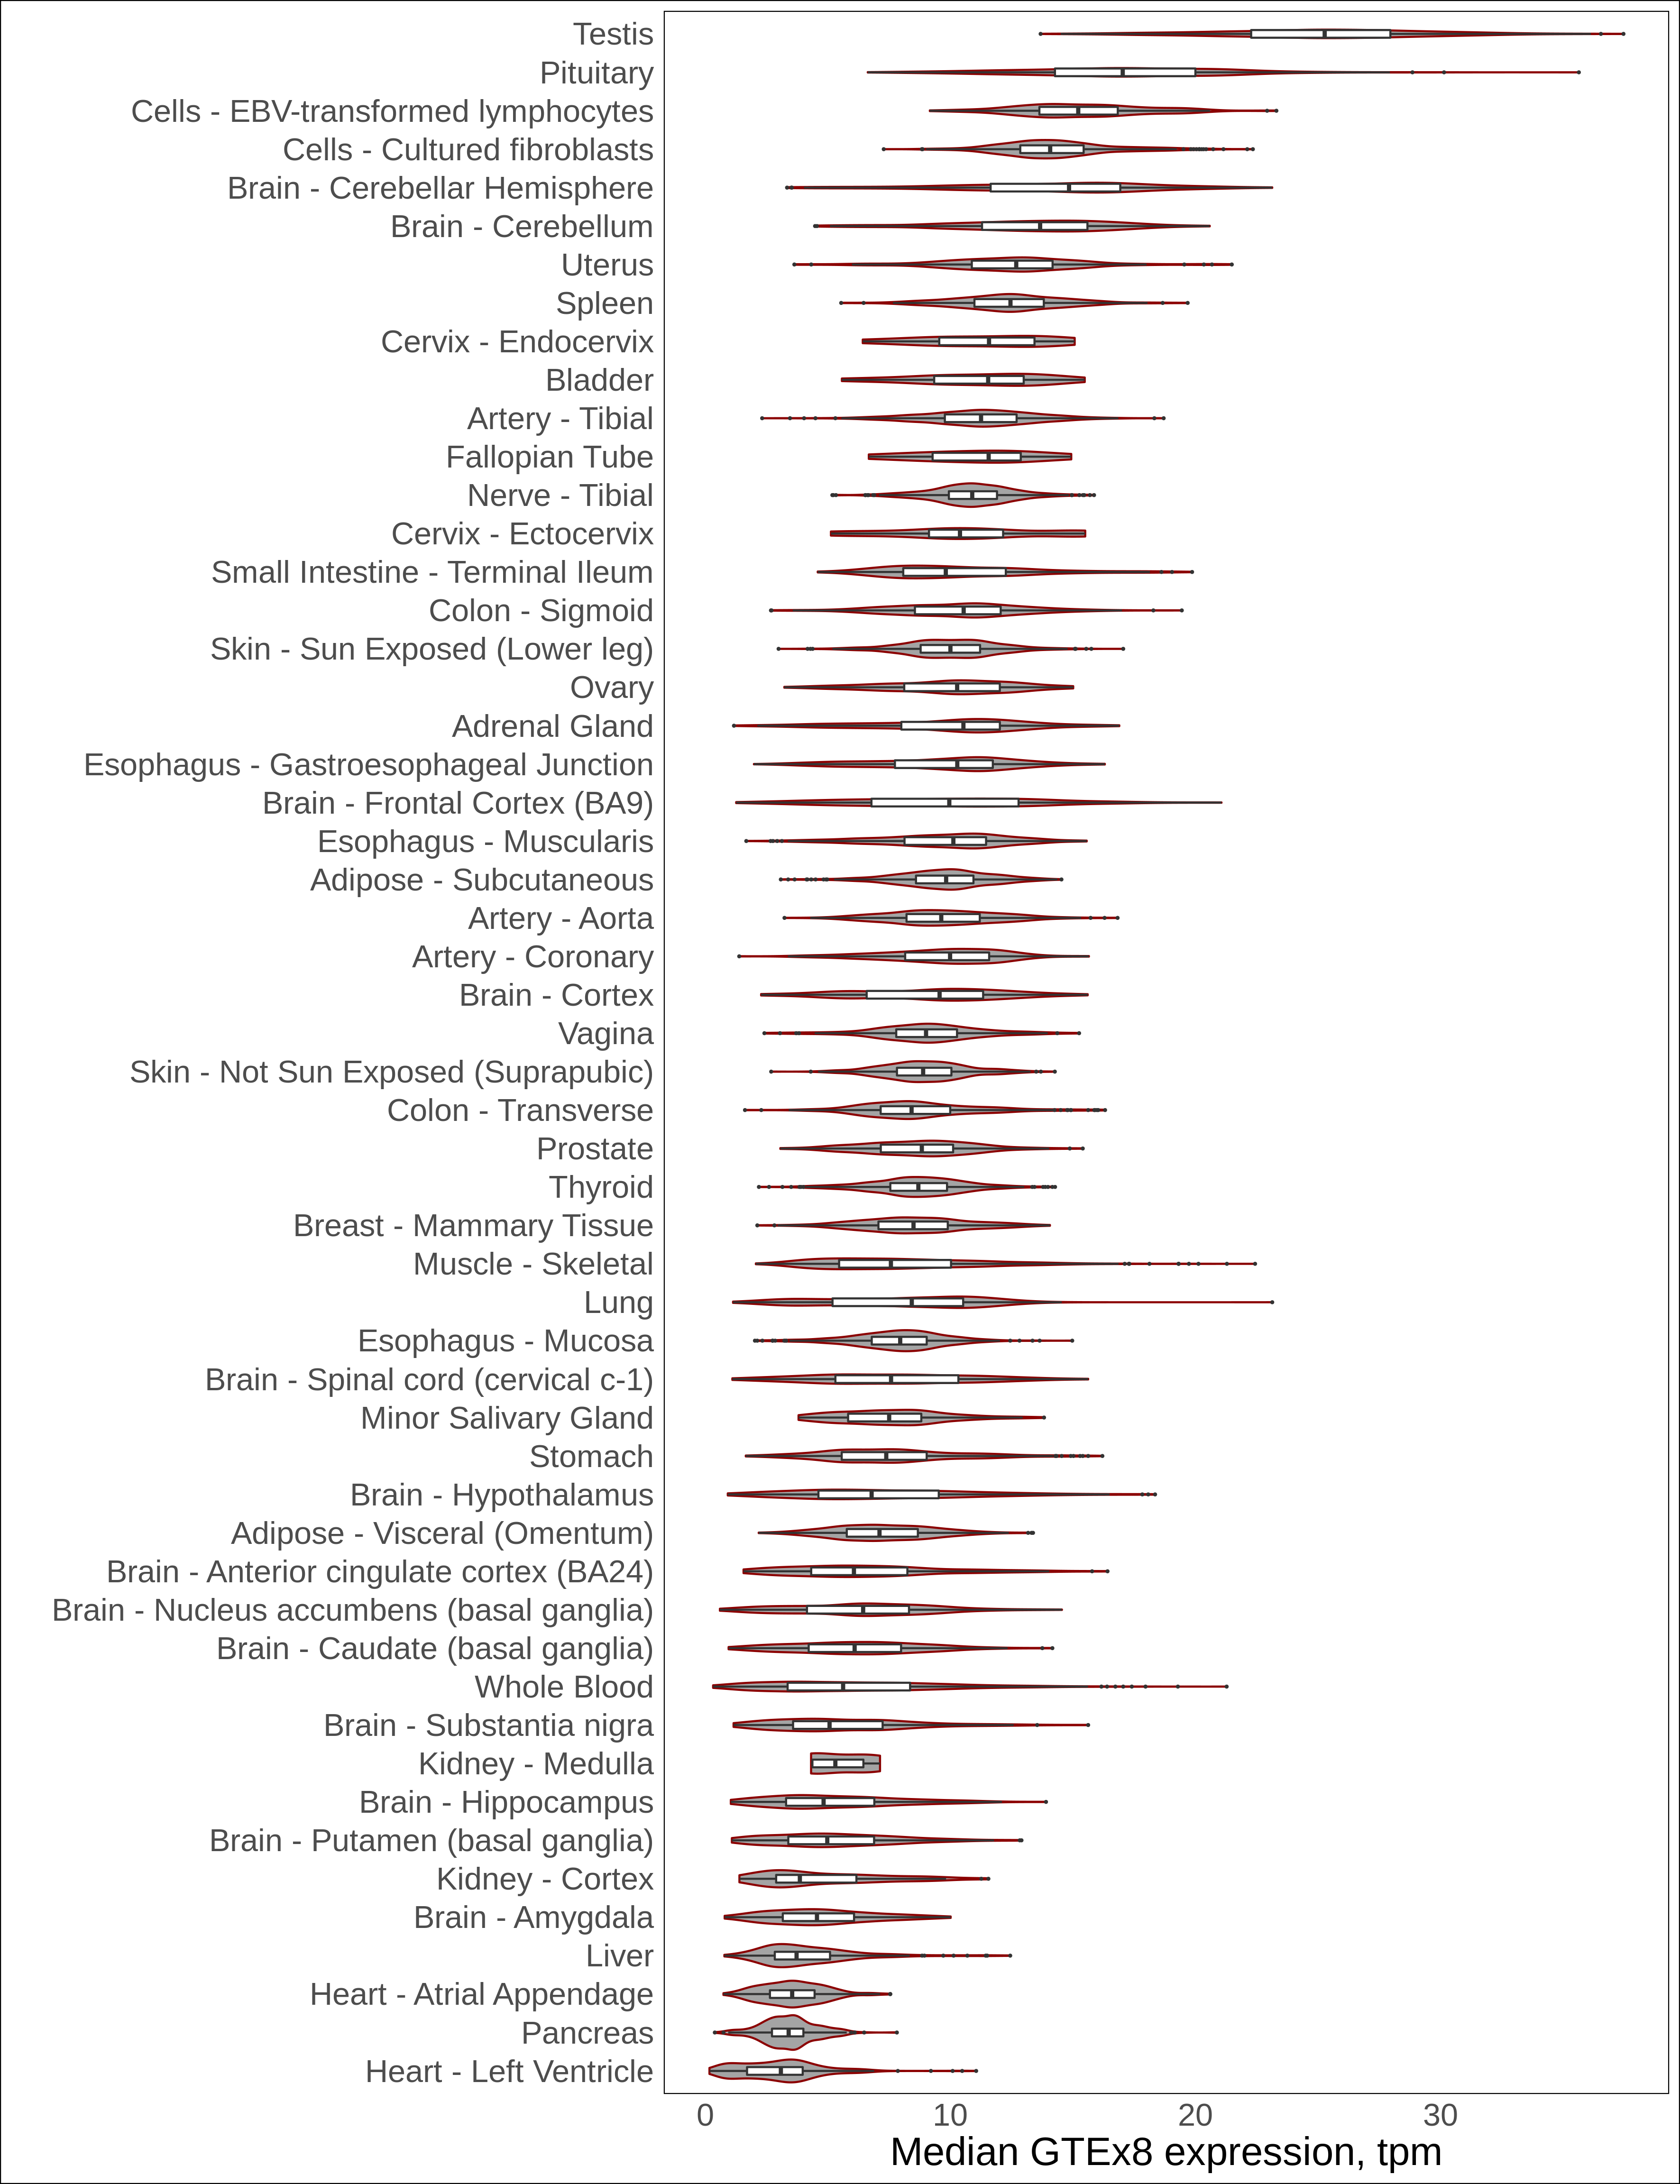 Testis
Pituitary
Cells - EBV-transformed lymphocytes
Cells - Cultured fibroblasts
Brain - Cerebellar Hemisphere
Brain - Cerebellum
Uterus
Spleen
Cervix - Endocervix
Bladder
Artery - Tibial
Fallopian Tube
Nerve - Tibial
Cervix - Ectocervix
Small Intestine - Terminal Ileum
Colon - Sigmoid
Skin - Sun Exposed (Lower leg)
Ovary
Adrenal Gland
Esophagus - Gastroesophageal Junction
Brain - Frontal Cortex (BA9)
Esophagus - Muscularis
Adipose - Subcutaneous
Artery - Aorta
Artery - Coronary
Brain - Cortex
Vagina
Skin - Not Sun Exposed (Suprapubic)
Colon - Transverse
Prostate
Thyroid
Breast - Mammary Tissue
Muscle - Skeletal
Lung
Esophagus - Mucosa
Brain - Spinal cord (cervical c-1)
Minor Salivary Gland
Stomach
Brain - Hypothalamus
Adipose - Visceral (Omentum)
Brain - Anterior cingulate cortex (BA24)
Brain - Nucleus accumbens (basal ganglia)
Brain - Caudate (basal ganglia)
Whole Blood
Brain - Substantia nigra
Kidney - Medulla
Brain - Hippocampus
Brain - Putamen (basal ganglia)
Kidney - Cortex
Brain - Amygdala
Liver
Heart - Atrial Appendage
Pancreas
Heart - Left Ventricle
0 10 20 30
Median GTEx8 expression, tpm